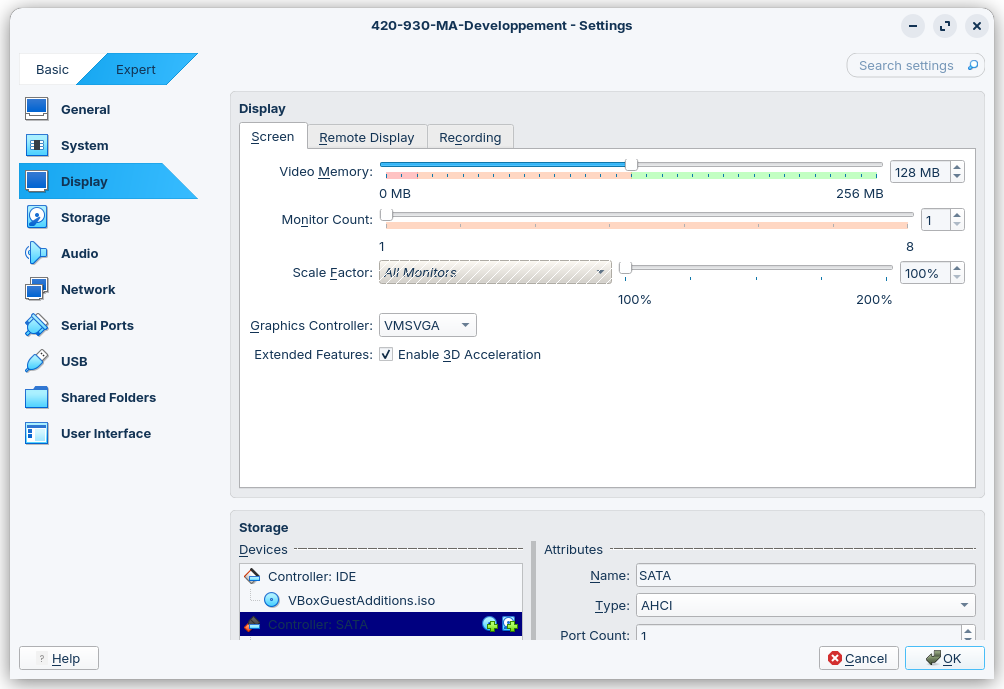 420-930-MA-Developpement - Settings
Basic
Expert
Search settings
General
System
Display
Storage
Audio
Network
Serial Ports
USB
Shared Folders
User Interface
Display
Screen
Remote Display
Recording
Video Memory:
128 MB
0 MB
256 MB
Monitor Count:
1
1
8
Scale Factor:
All Monitors
100%
100%
200%
Graphics Controller:
VMSVGA
Extended Features:
Enable 3D Acceleration
Storage
Devices
Controller: IDE
VBoxGuestAdditions.iso
Controller: SATA
Attributes
Name:
SATA
Type:
AHCI
Port Count:
1
? Help
Cancel
OK